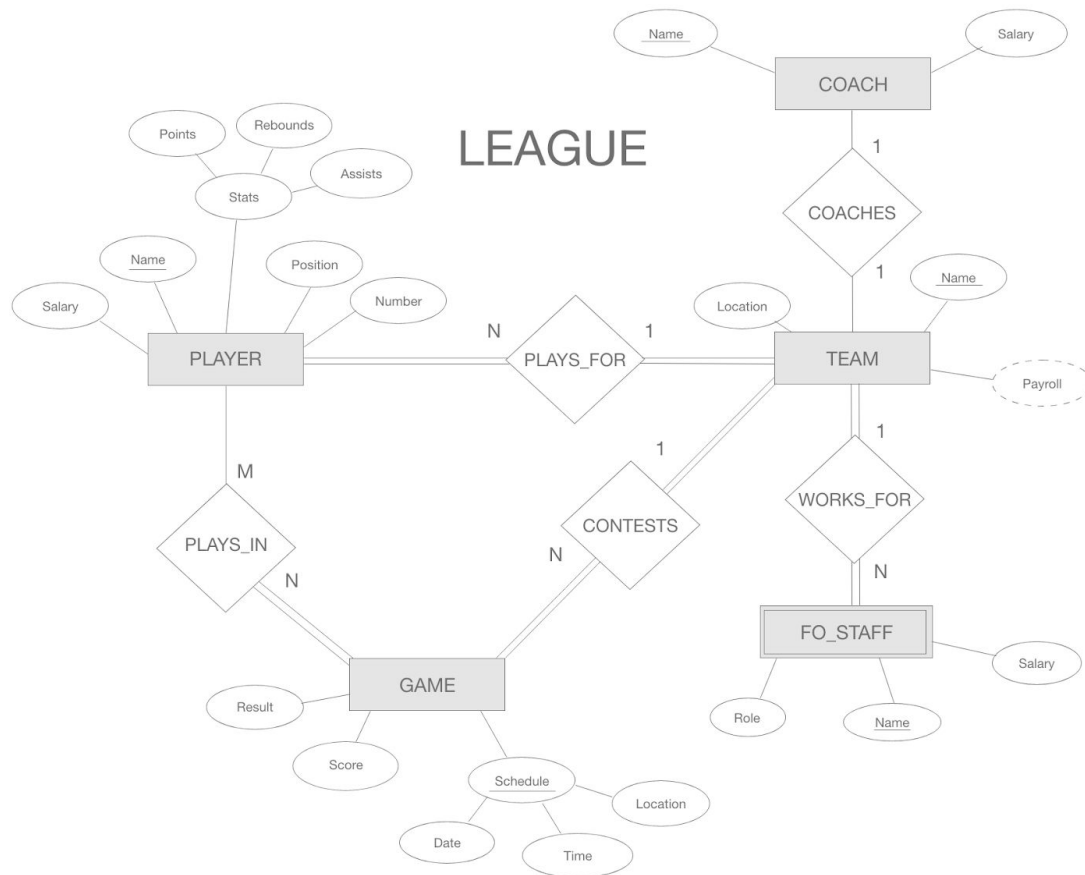 Name
Salary
COACH
Rebounds
Points
LEAGUE
1
Assists
Stats
COACHES
Name
Position
1
Name
Salary
Number
Location
N
1
PLAYER
PLAYS_FOR
TEAM
Payroll
1
1
M
WORKS_FOR
CONTESTS
PLAYS_IN
N
N
N
FO_STAFF
Salary
GAME
Result
Role
Name
Score
Schedule
Location
Date
Time